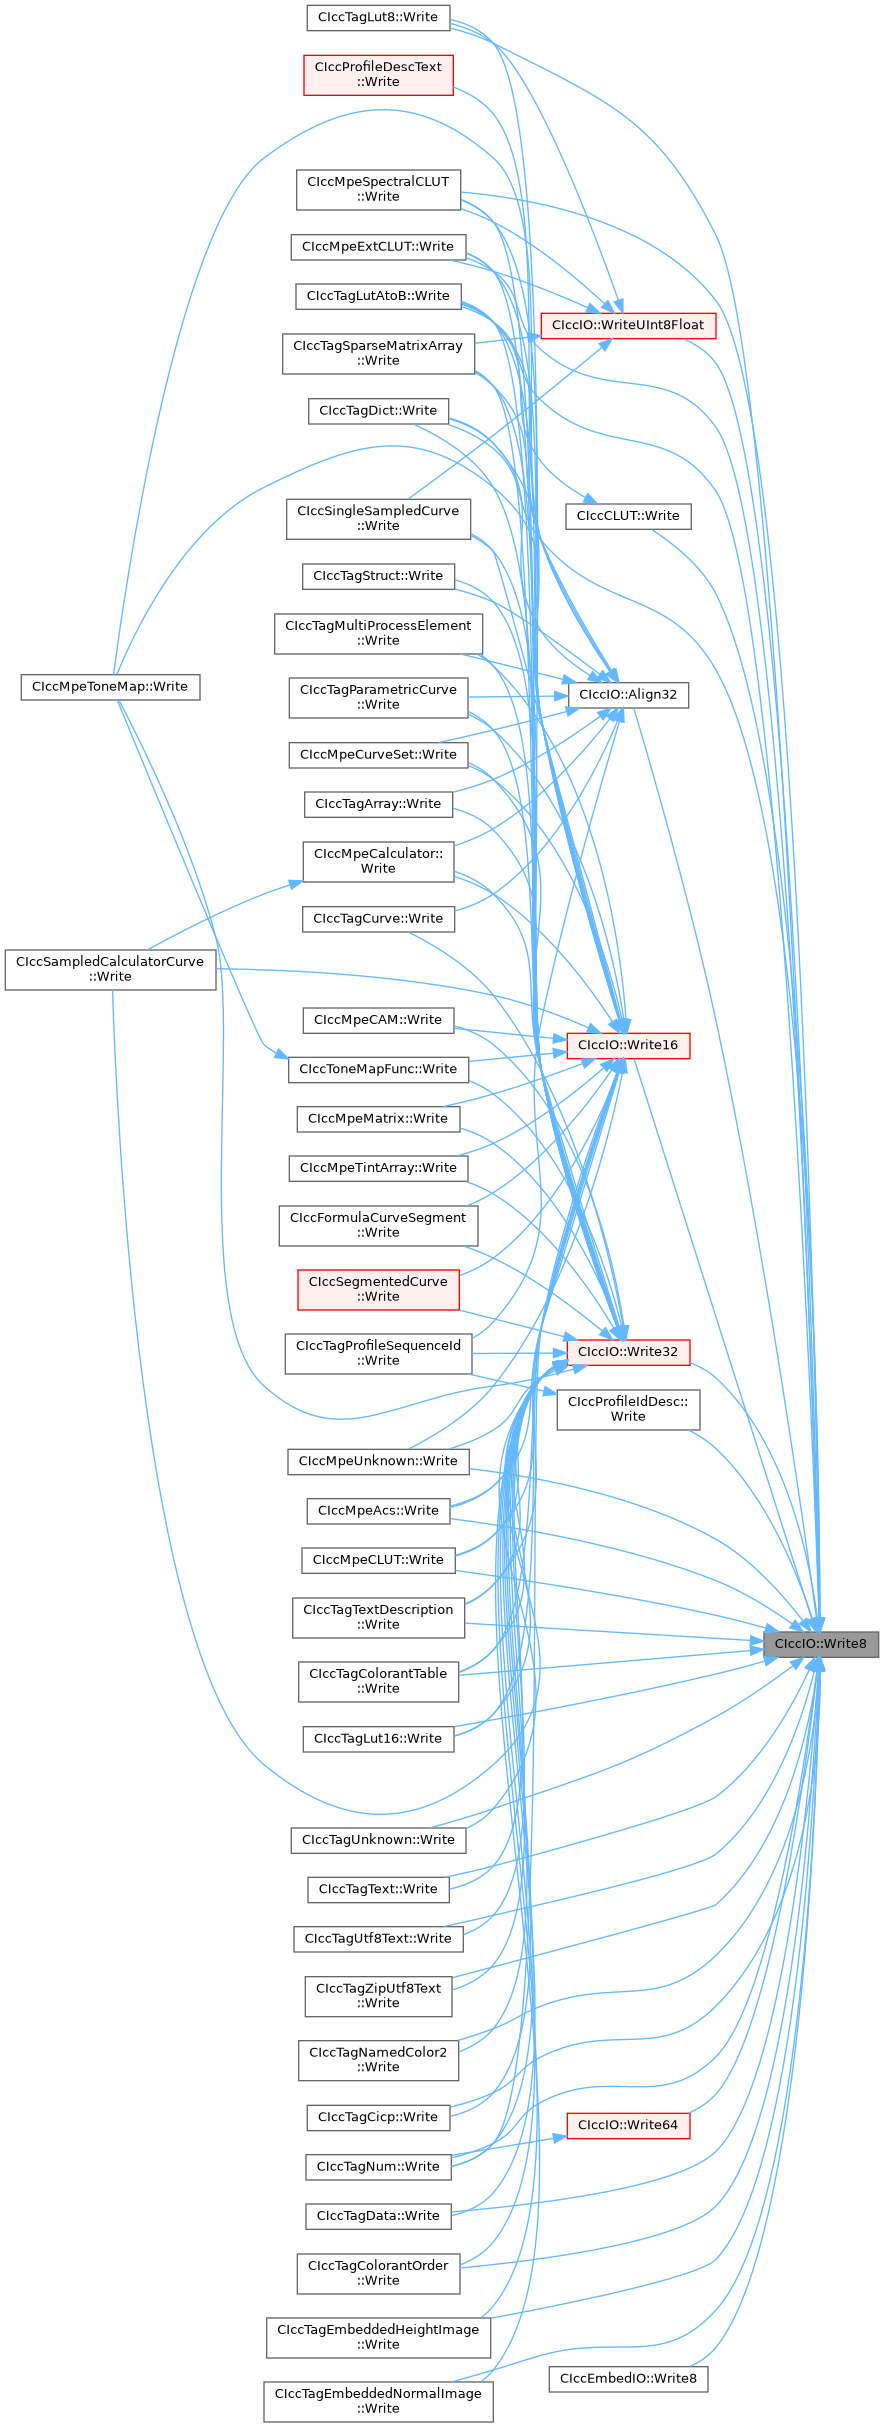 CIccTagLut8::Write
CIccProfileDescText
::Write
CIccMpeSpectralCLUT
::Write
CIccMpeExtCLUT::Write
CIccTagLutAtoB::Write
CIccIO::WriteUInt8Float
CIccTagSparseMatrixArray
::Write
CIccTagDict::Write
CIccSingleSampledCurve
::Write
CIccCLUT::Write
CIccTagStruct::Write
CIccTagMultiProcessElement
::Write
CIccMpeToneMap::Write
CIccTagParametricCurve
::Write
CIccIO::Align32
CIccMpeCurveSet::Write
CIccTagArray::Write
CIccMpeCalculator::
Write
CIccTagCurve::Write
CIccSampledCalculatorCurve
::Write
CIccMpeCAM::Write
CIccIO::Write16
CIccToneMapFunc::Write
CIccMpeMatrix::Write
CIccMpeTintArray::Write
CIccFormulaCurveSegment
::Write
CIccSegmentedCurve
::Write
CIccTagProfileSequenceId
::Write
CIccIO::Write32
CIccProfileIdDesc::
Write
CIccMpeUnknown::Write
CIccMpeAcs::Write
CIccMpeCLUT::Write
CIccTagTextDescription
::Write
CIccIO::Write8
CIccTagColorantTable
::Write
CIccTagLut16::Write
CIccTagUnknown::Write
CIccTagText::Write
CIccTagUtf8Text::Write
CIccTagZipUtf8Text
::Write
CIccTagNamedColor2
::Write
CIccTagCicp::Write
CIccIO::Write64
CIccTagNum::Write
CIccTagData::Write
CIccTagColorantOrder
::Write
CIccTagEmbeddedHeightImage
::Write
CIccEmbedIO::Write8
CIccTagEmbeddedNormalImage
::Write